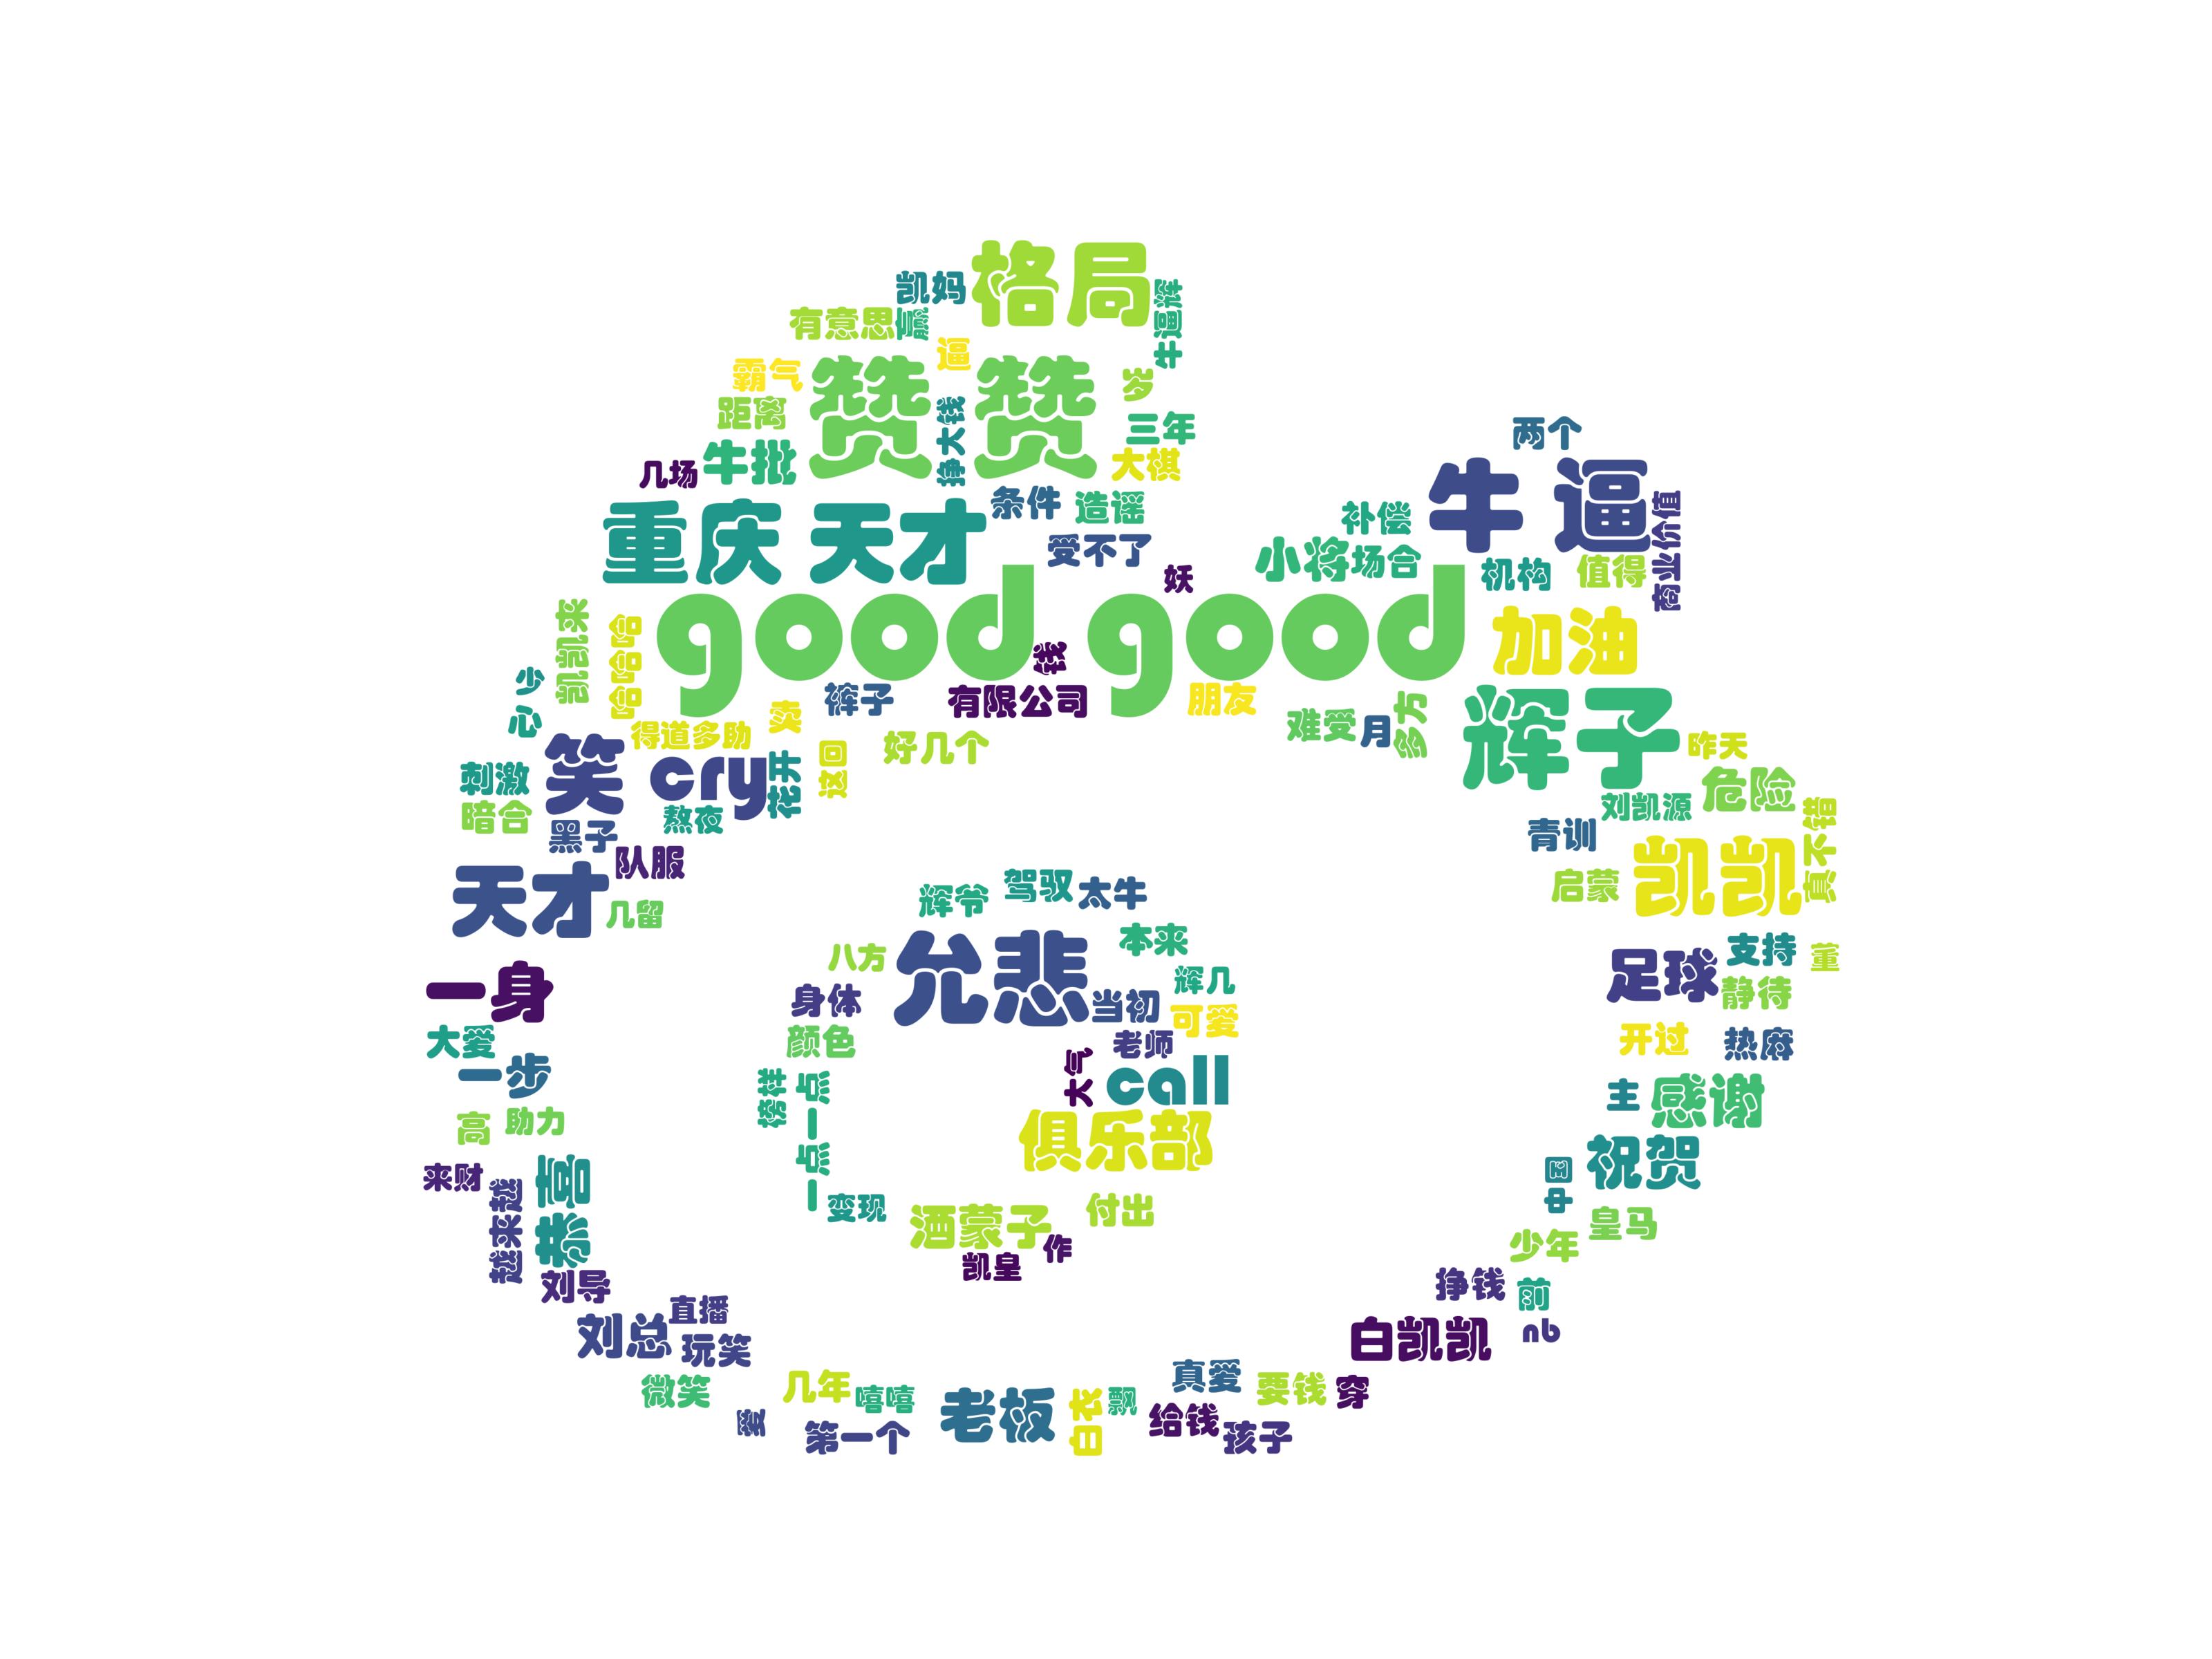 格局
凯妈
牛逼辉
有意思
逼
霸气
赞 赞
岁
距离
挣大钱
三年
两个
牛批
大棋
几场
牛 逼
重庆 天才
条件
造谣
补偿
商业价值
受不了
小将
场合
机构
值得
妖
good good
凯凯来
哈哈哈
加油
钱
少
裤子
有限公司
朋友
辉子
心
得道多助
卖
难受
月
多方
笑
好几个
昨天
刺激
cry
挖井
这回
危险
暗合
熬夜
刘凯源
真不错
黑子
青训
队服
凯凯
天才
几留
辉爷
驾驭
太牛
启蒙
八方
允悲
本来
足球
支持
董
一身
身体
当初
辉几
静待
可爱
大爱
颜色
老师
开过
热麻
一步
榜样
一点一点
大气
call
主
感谢
高
助力
俱乐部
祝贺
来财
恭喜
中国
越来越
变现
酒蒙子
付出
皇马
作
少年
刘导
凯皇
挣钱
前
直播
刘总
玩笑
白凯凯
nb
微笑
几年
嘻嘻
老板
白衣
飘
真爱
要钱
穿
耍
第一个
给钱
孩子